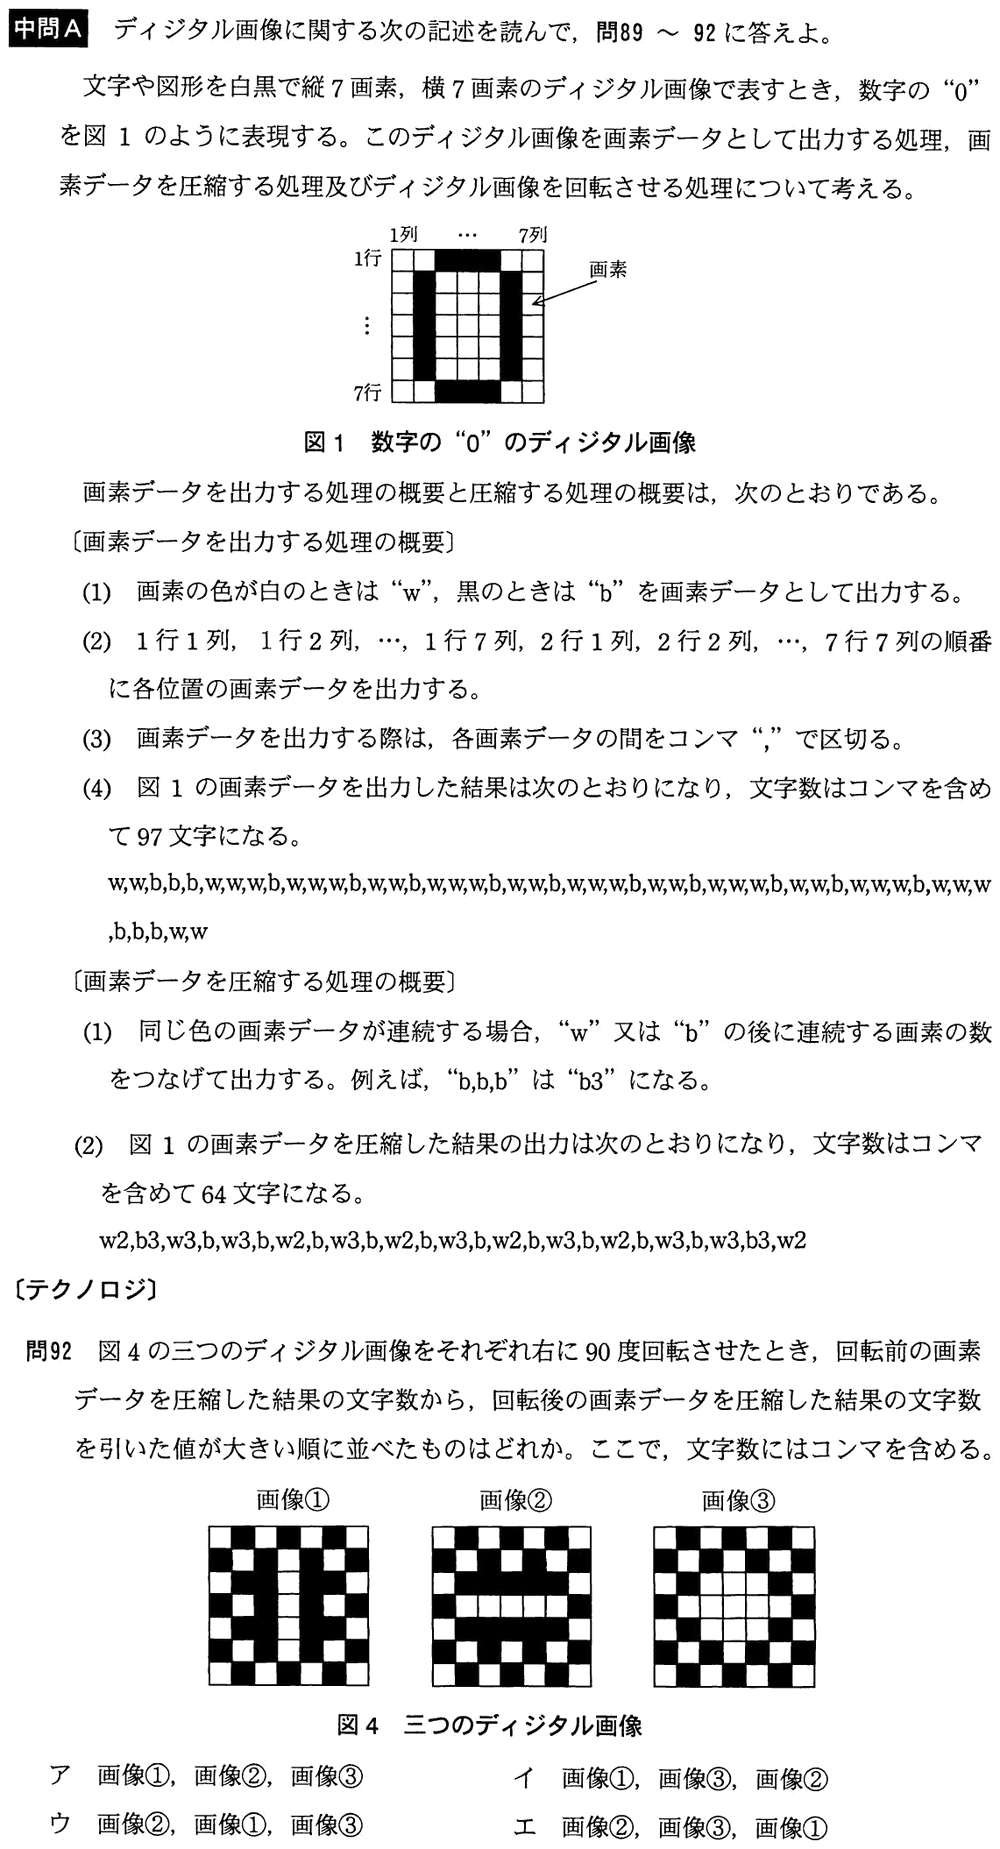 中問A ディジタル画像に関する次の記述を読んで，問89 ～ 92 に答えよ。
文字や図形を白黒で縦 7 画素，横 7 画素のディジタル画像で表すとき，数字の “0”
を図 1 のように表現する。このディジタル画像を画素データとして出力する処理，画
素データを圧縮する処理及びディジタル画像を回転させる処理について考える。
1列 … 7列
1行
画素
⋮
7行
図 1 数字の “0” のディジタル画像
画素データを出力する処理の概要と圧縮する処理の概要は，次のとおりである。
〔画素データを出力する処理の概要〕
(1) 画素の色が白のときは “w”，黒のときは “b” を画素データとして出力する。
(2) 1 行 1 列，1 行 2 列，…，1 行 7 列，2 行 1 列，2 行 2 列，…，7 行 7 列の順番
に各位置の画素データを出力する。
(3) 画素データを出力する際は，各画素データの間をコンマ “,” で区切る。
(4) 図 1 の画素データを出力した結果は次のとおりになり，文字数はコンマを含め
て 97 文字になる。
w,w,b,b,b,w,w,w,b,w,w,w,b,w,w,b,w,w,w,b,w,w,b,w,w,w,b,w,w,b,w,w,w,b,w,w,b,w,w,w,b,w,w,w
,b,b,b,w,w
〔画素データを圧縮する処理の概要〕
(1) 同じ色の画素データが連続する場合，“w” 又は “b” の後に連続する画素の数
をつなげて出力する。例えば，“b,b,b” は “b3” になる。
(2) 図 1 の画素データを圧縮した結果の出力は次のとおりになり，文字数はコンマ
を含めて 64 文字になる。
w2,b3,w3,b,w3,b,w2,b,w3,b,w2,b,w3,b,w2,b,w3,b,w2,b,w3,b,w3,b3,w2
〔テクノロジ〕
問92 図 4 の三つのディジタル画像をそれぞれ右に 90 度回転させたとき，回転前の画素
データを圧縮した結果の文字数から，回転後の画素データを圧縮した結果の文字数
を引いた値が大きい順に並べたものはどれか。ここで，文字数にはコンマを含める。
画像① 画像② 画像③
図 4 三つのディジタル画像
ア 画像①，画像②，画像③ イ 画像①，画像③，画像②
ウ 画像②，画像①，画像③ エ 画像②，画像③，画像①